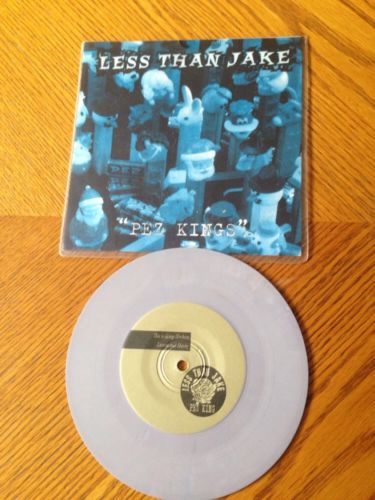 LESS THAN JAKE
"PEZ KINGS"
LESS THAN JAKE
PEZ KING